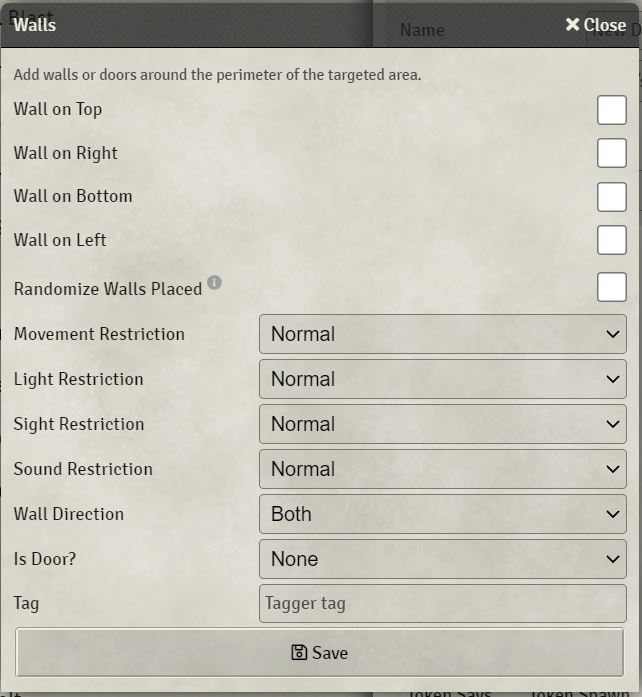 Blast
Walls
Close
Name
New D
Add walls or doors around the perimeter of the targeted area.
Wall on Top
Wall on Right
Wall on Bottom
Wall on Left
Randomize Walls Placed
Movement Restriction Normal
Light Restriction Normal
Sight Restriction Normal
Sound Restriction Normal
Wall Direction Both
Is Door? None
Tag Tagger tag
Save
Token Says Token Spawn